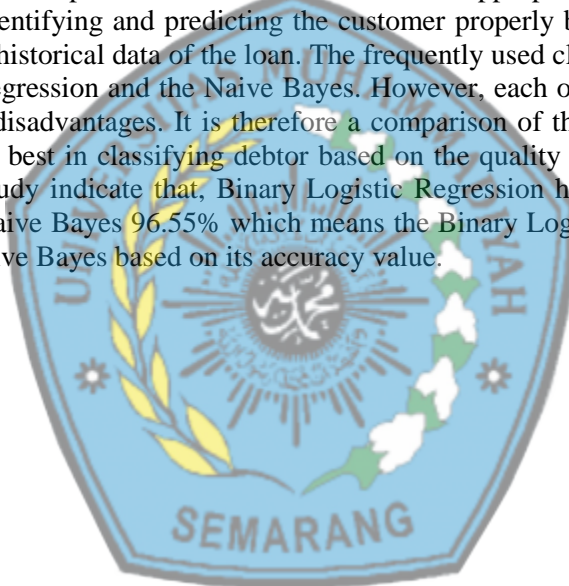 entifying and predicting the customer properly b
historical data of the loan. The frequently used cl
egression and the Naive Bayes. However, each o
disadvantages. It is therefore a comparison of th
best in classifying debtor based on the quality
udy indicate that, Binary Logistic Regression h
aive Bayes 96.55% which means the Binary Log
ve Bayes based on its accuracy value.
UNIVERSITAS MUHAMMADIYAH
SEMARANG